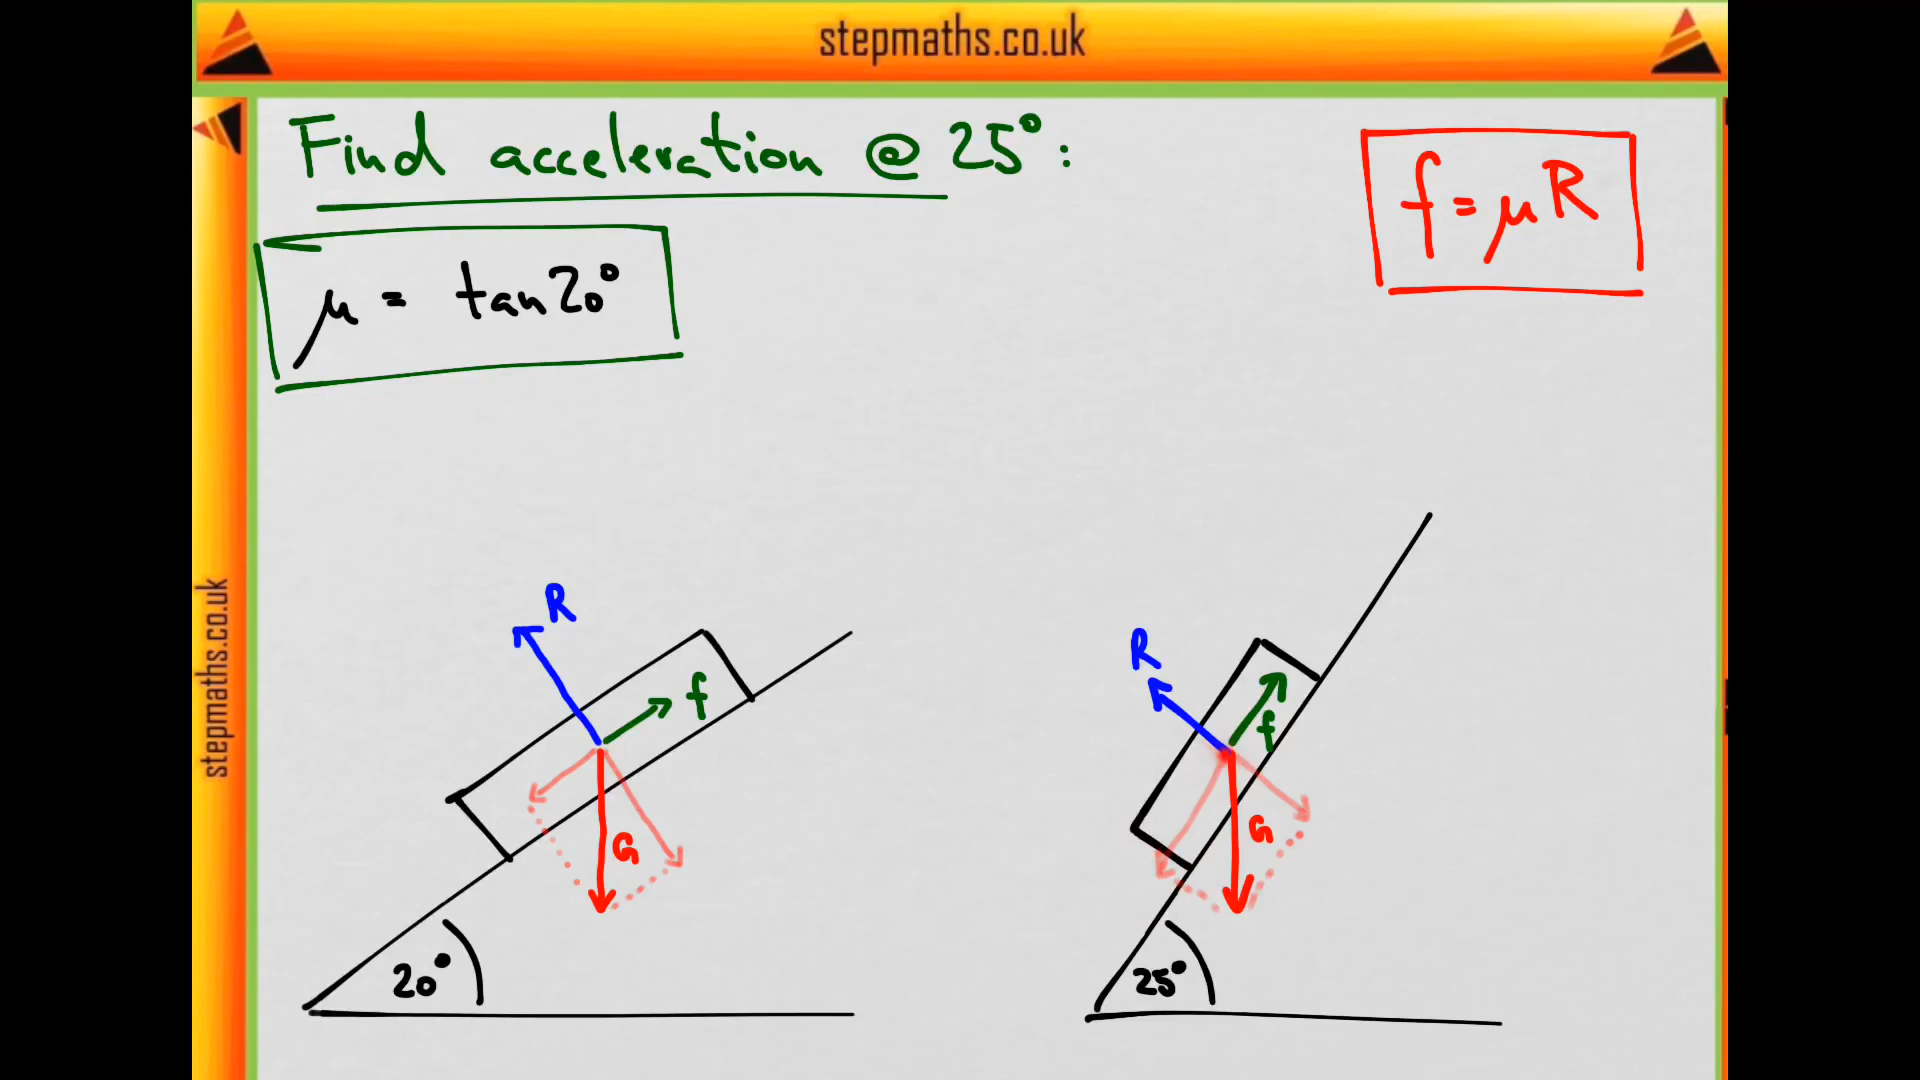 stepmaths.co.uk
Find acceleration @ 25°:
f = μR
μ = tan20°
stepmaths.co.uk
R
f
G
20°
R
f
G
25°